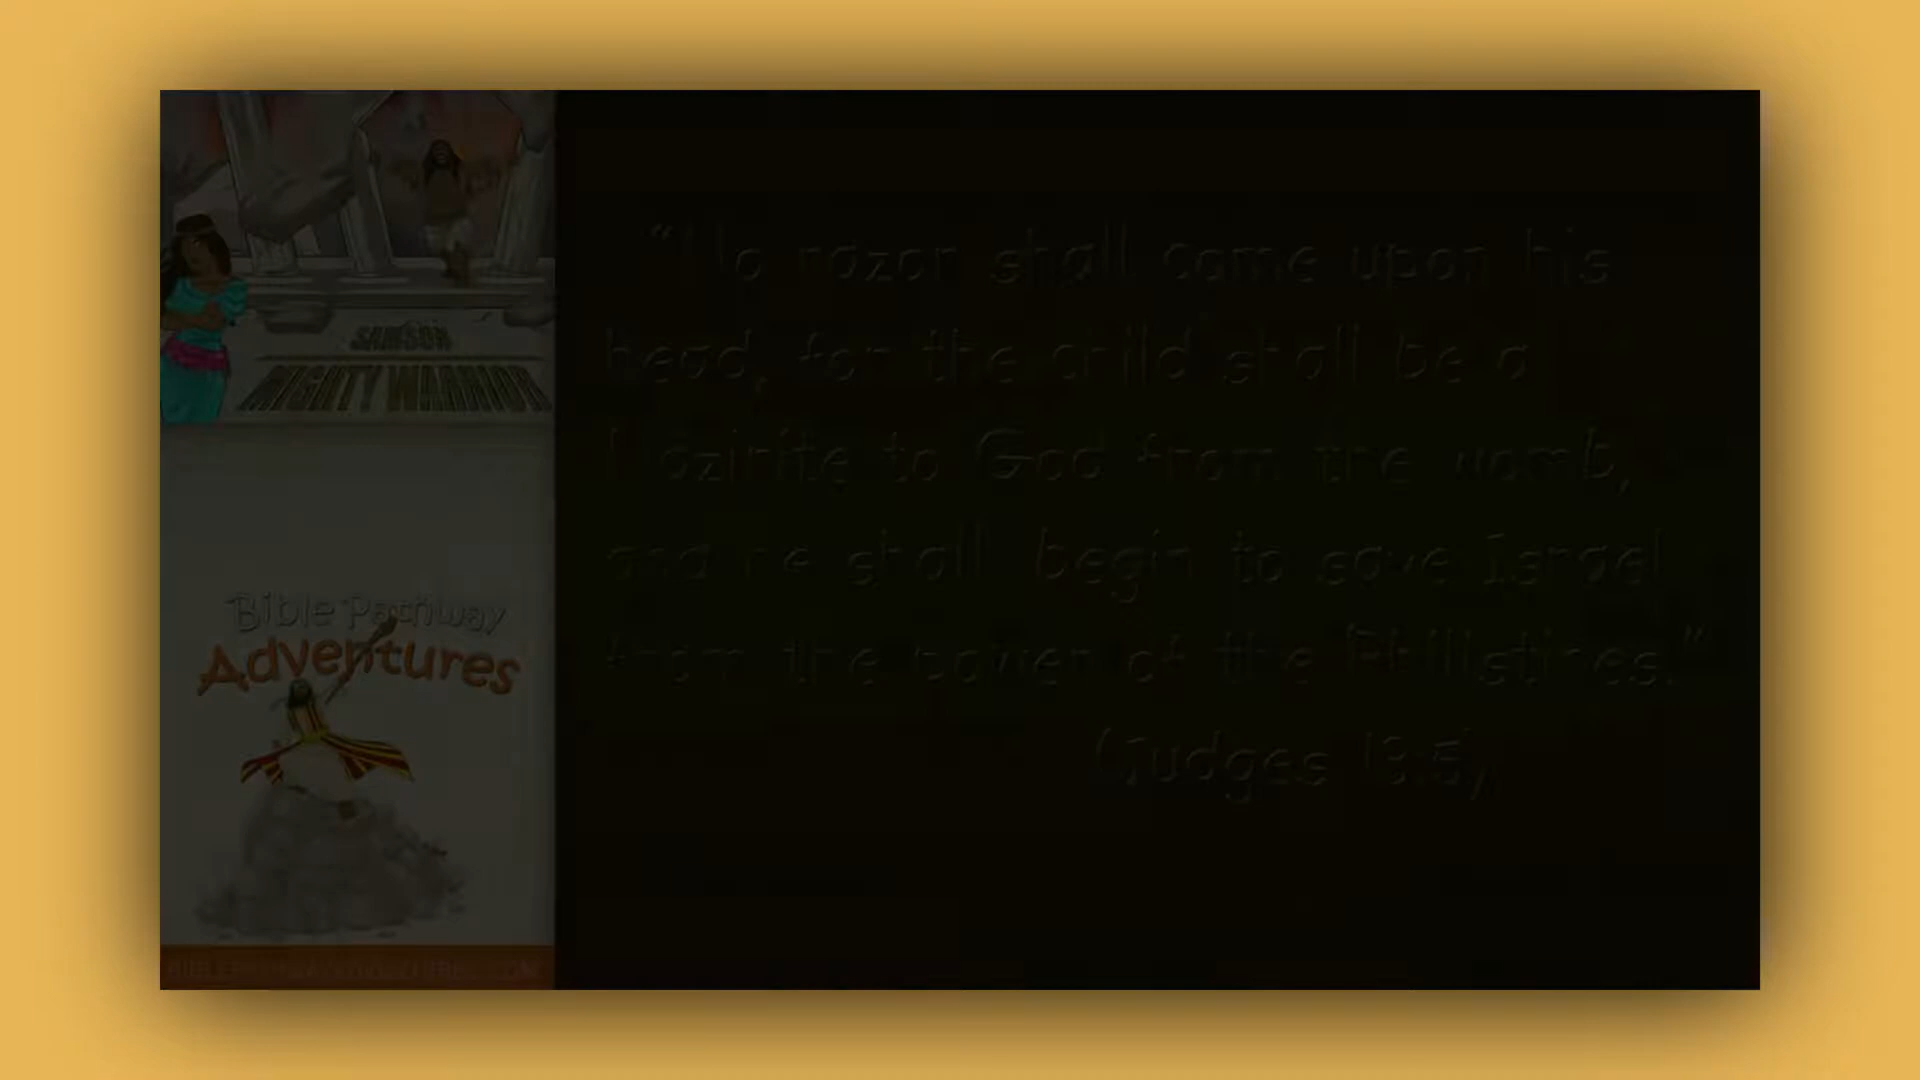 SAMSON
MIGHTY WARRIOR
Bible Pathway
Adventures
BIBLEPATHWAYADVENTURES.COM
“No razor shall come upon his
head, for the child shall be a
Nazirite to God from the womb,
and he shall begin to save Israel
from the power of the Philistines.”
(Judges 13:5)